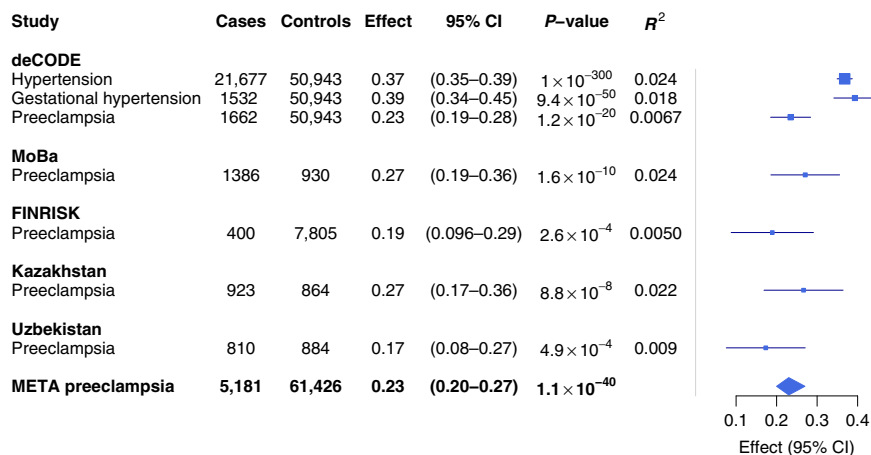 Study Cases Controls Effect 95% CI P–value R²
deCODE
Hypertension 21,677 50,943 0.37 (0.35–0.39) 1×10⁻³⁰⁰ 0.024
Gestational hypertension 1532 50,943 0.39 (0.34–0.45) 9.4×10⁻⁵⁰ 0.018
Preeclampsia 1662 50,943 0.23 (0.19–0.28) 1.2×10⁻²⁰ 0.0067
MoBa
Preeclampsia 1386 930 0.27 (0.19–0.36) 1.6×10⁻¹⁰ 0.024
FINRISK
Preeclampsia 400 7,805 0.19 (0.096–0.29) 2.6×10⁻⁴ 0.0050
Kazakhstan
Preeclampsia 923 864 0.27 (0.17–0.36) 8.8×10⁻⁸ 0.022
Uzbekistan
Preeclampsia 810 884 0.17 (0.08–0.27) 4.9×10⁻⁴ 0.009
META preeclampsia 5,181 61,426 0.23 (0.20–0.27) 1.1×10⁻⁴⁰
0.1 0.2 0.3 0.4
Effect (95% CI)